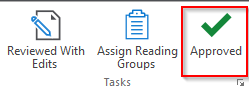 Reviewed With Edits
Assign Reading Groups
Approved
Tasks